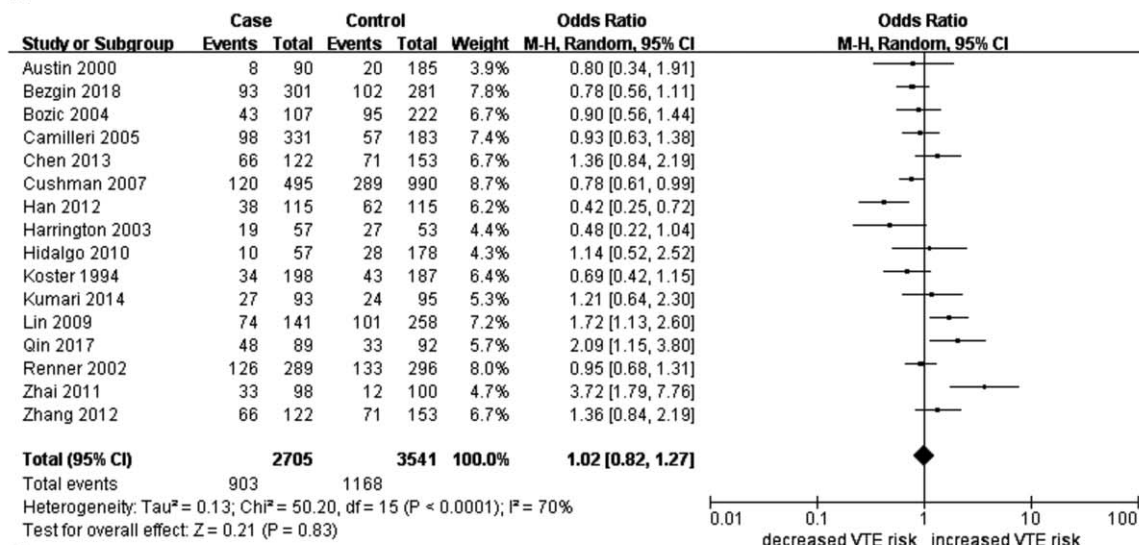 Case Control Odds Ratio Odds Ratio
Study or Subgroup Events Total Events Total Weight M-H, Random, 95% CI M-H, Random, 95% CI
Austin 2000 8 90 20 185 3.9% 0.80 [0.34, 1.91]
Bezgin 2018 93 301 102 281 7.8% 0.78 [0.56, 1.11]
Bozic 2004 43 107 95 222 6.7% 0.90 [0.56, 1.44]
Camilleri 2005 98 331 57 183 7.4% 0.93 [0.63, 1.38]
Chen 2013 66 122 71 153 6.7% 1.36 [0.84, 2.19]
Cushman 2007 120 495 289 990 8.7% 0.78 [0.61, 0.99]
Han 2012 38 115 62 115 6.2% 0.42 [0.25, 0.72]
Harrington 2003 19 57 27 53 4.4% 0.48 [0.22, 1.04]
Hidalgo 2010 10 57 28 178 4.3% 1.14 [0.52, 2.52]
Koster 1994 34 198 43 187 6.4% 0.69 [0.42, 1.15]
Kumari 2014 27 93 24 95 5.3% 1.21 [0.64, 2.30]
Lin 2009 74 141 101 258 7.2% 1.72 [1.13, 2.60]
Qin 2017 48 89 33 92 5.7% 2.09 [1.15, 3.80]
Renner 2002 126 289 133 296 8.0% 0.95 [0.68, 1.31]
Zhai 2011 33 98 12 100 4.6% 3.72 [1.79, 7.76]
Zhang 2012 66 122 71 153 6.7% 1.36 [0.84, 2.19]
Total (95% CI) 2705 3541 100.0% 1.02 [0.82, 1.27]
Total events 903 1168
Heterogeneity: Tau² = 0.13; Chi² = 50.20, df = 15 (P < 0.0001); I² = 70%
Test for overall effect: Z = 0.21 (P = 0.83)
0.01 0.1 1 10 100
decreased VTE risk increased VTE risk